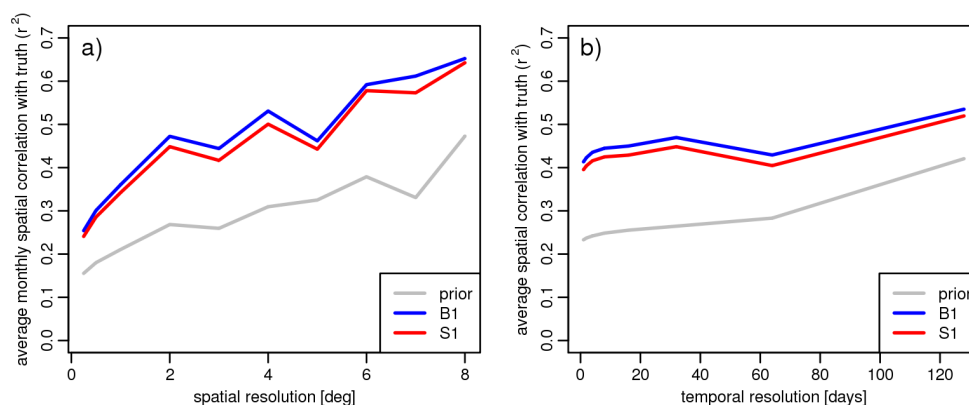 a)
average monthly spatial correlation with truth (r²)
0.0 0.1 0.2 0.3 0.4 0.5 0.6 0.7
0 2 4 6 8
spatial resolution [deg]
prior
B1
S1
b)
average spatial correlation with truth (r²)
0.0 0.1 0.2 0.3 0.4 0.5 0.6 0.7
0 20 40 60 80 100 120
temporal resolution [days]
prior
B1
S1